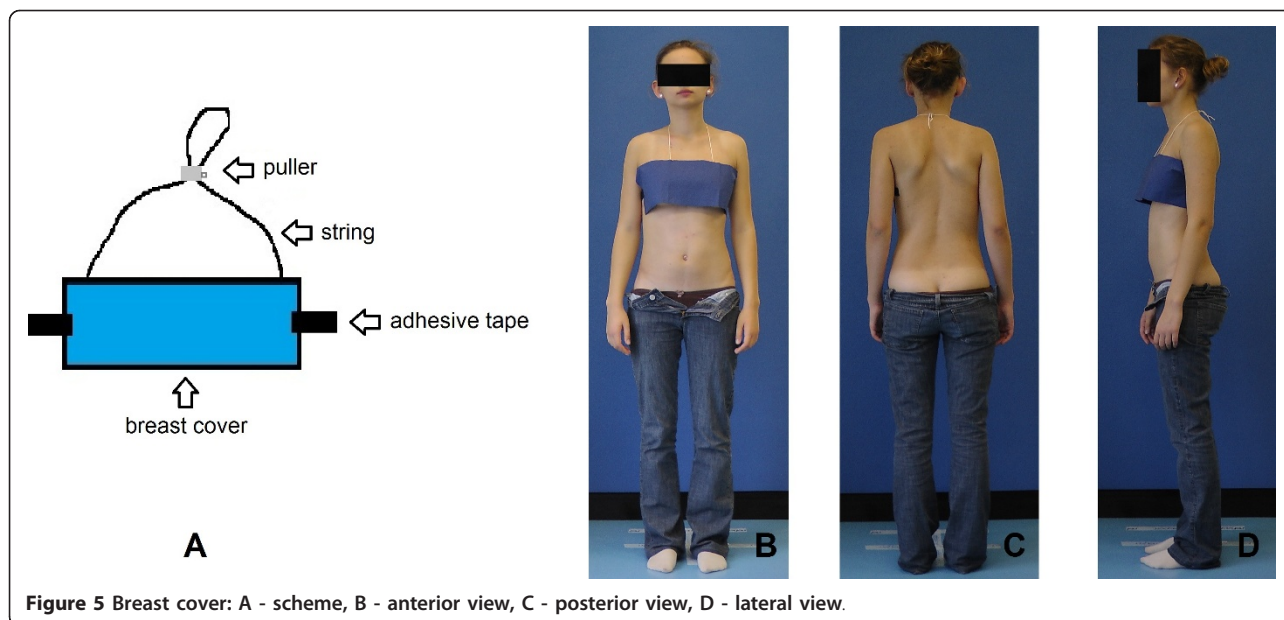 puller
string
adhesive tape
breast cover
A
B
C
D
Figure 5 Breast cover: A - scheme, B - anterior view, C - posterior view, D - lateral view.